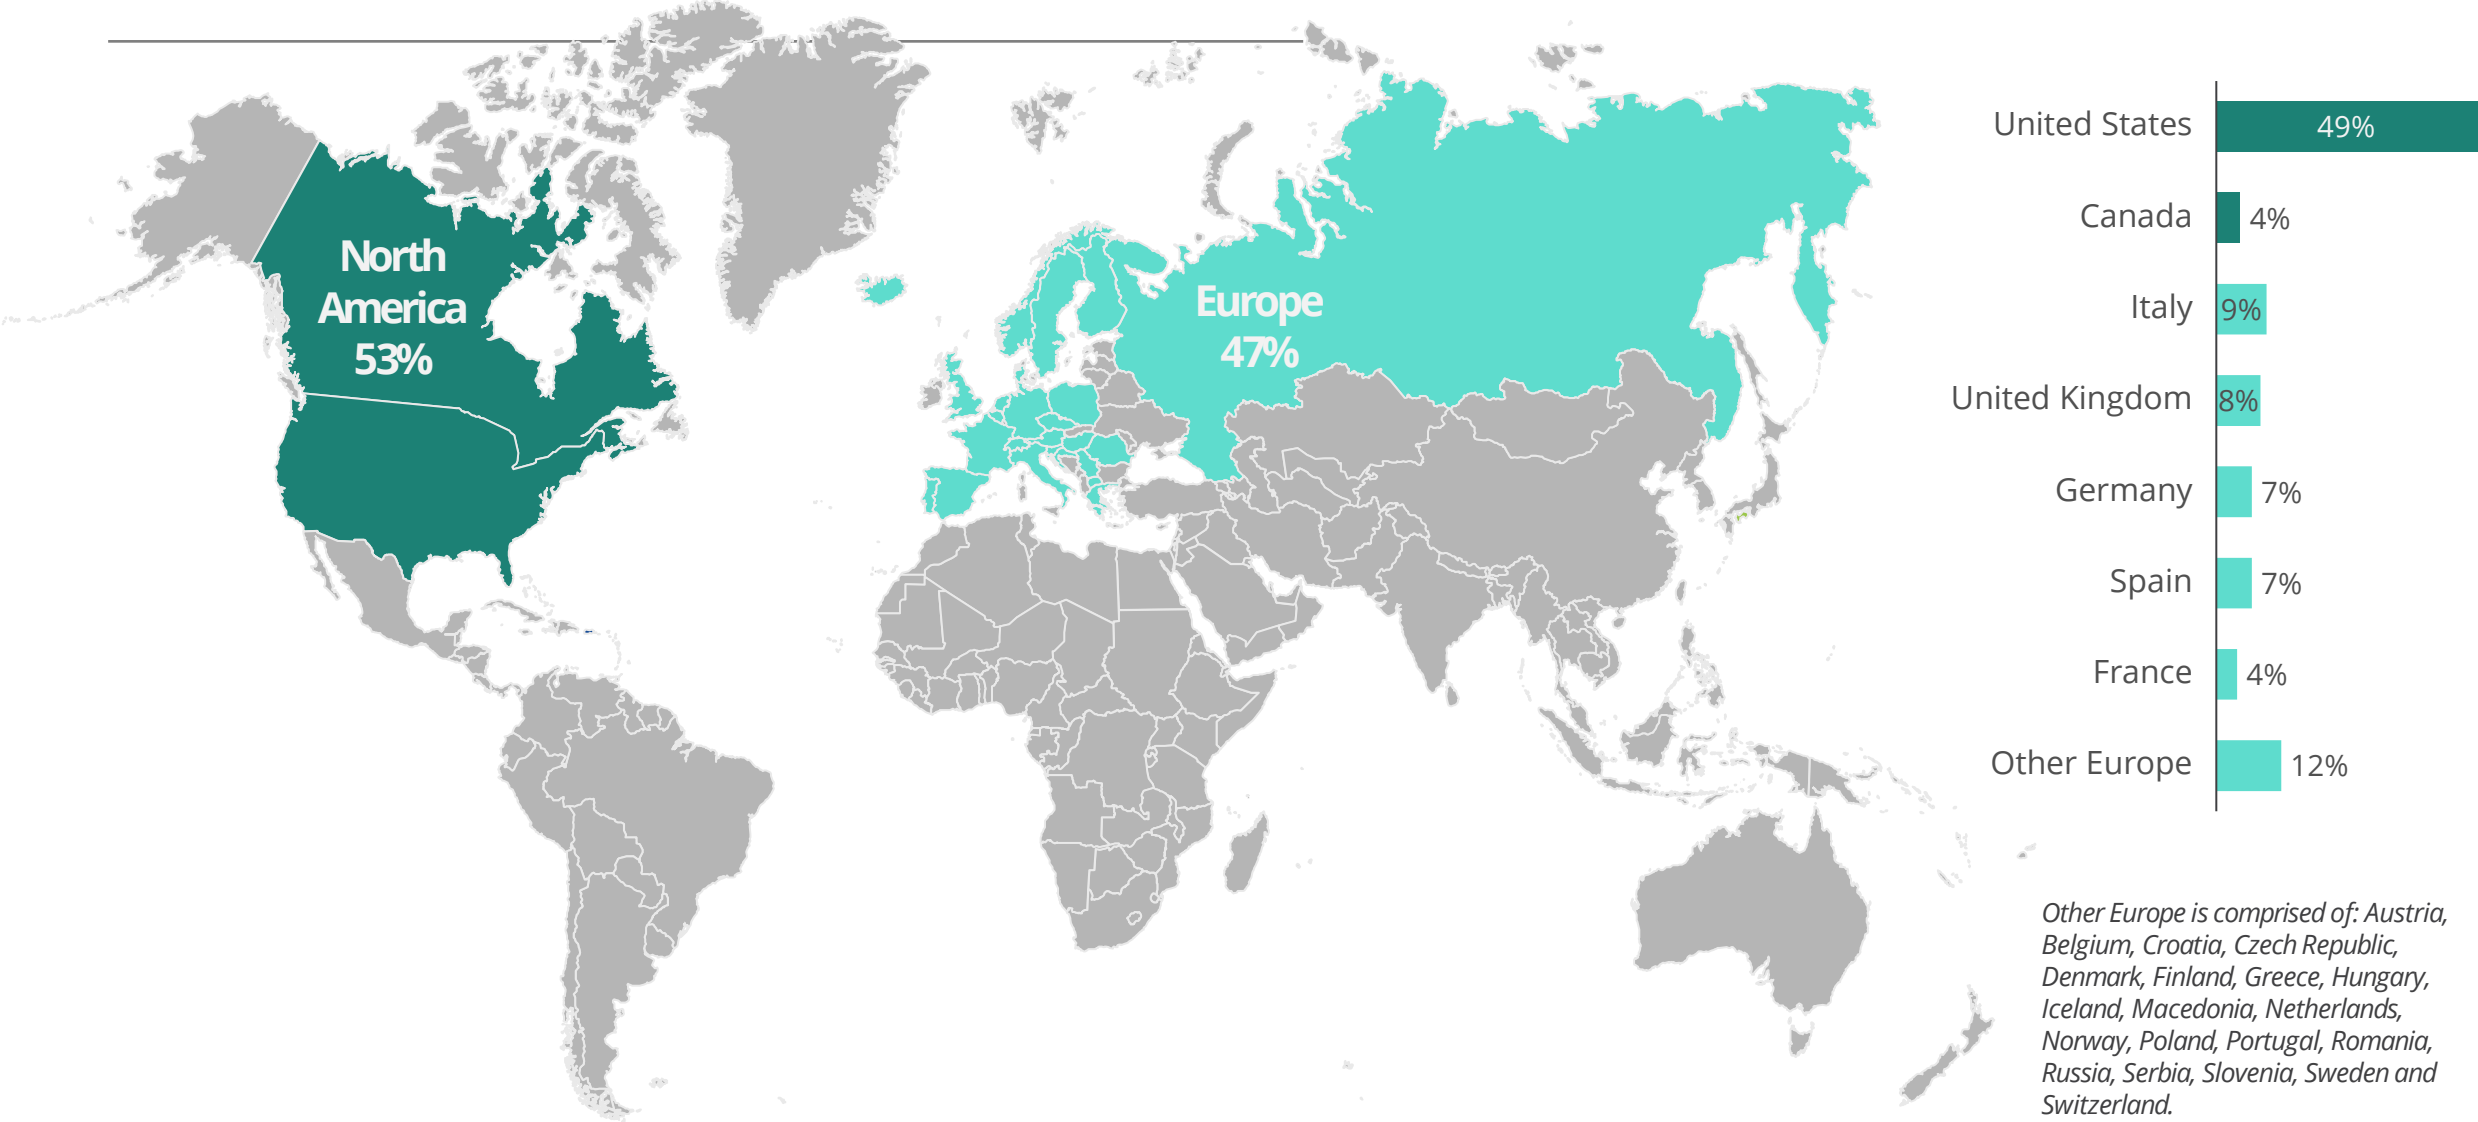 North
America
53%
Europe
47%
United States 49%
Canada 4%
Italy 9%
United Kingdom 8%
Germany 7%
Spain 7%
France 4%
Other Europe 12%
Other Europe is comprised of: Austria,
Belgium, Croatia, Czech Republic,
Denmark, Finland, Greece, Hungary,
Iceland, Macedonia, Netherlands,
Norway, Poland, Portugal, Romania,
Russia, Serbia, Slovenia, Sweden and
Switzerland.